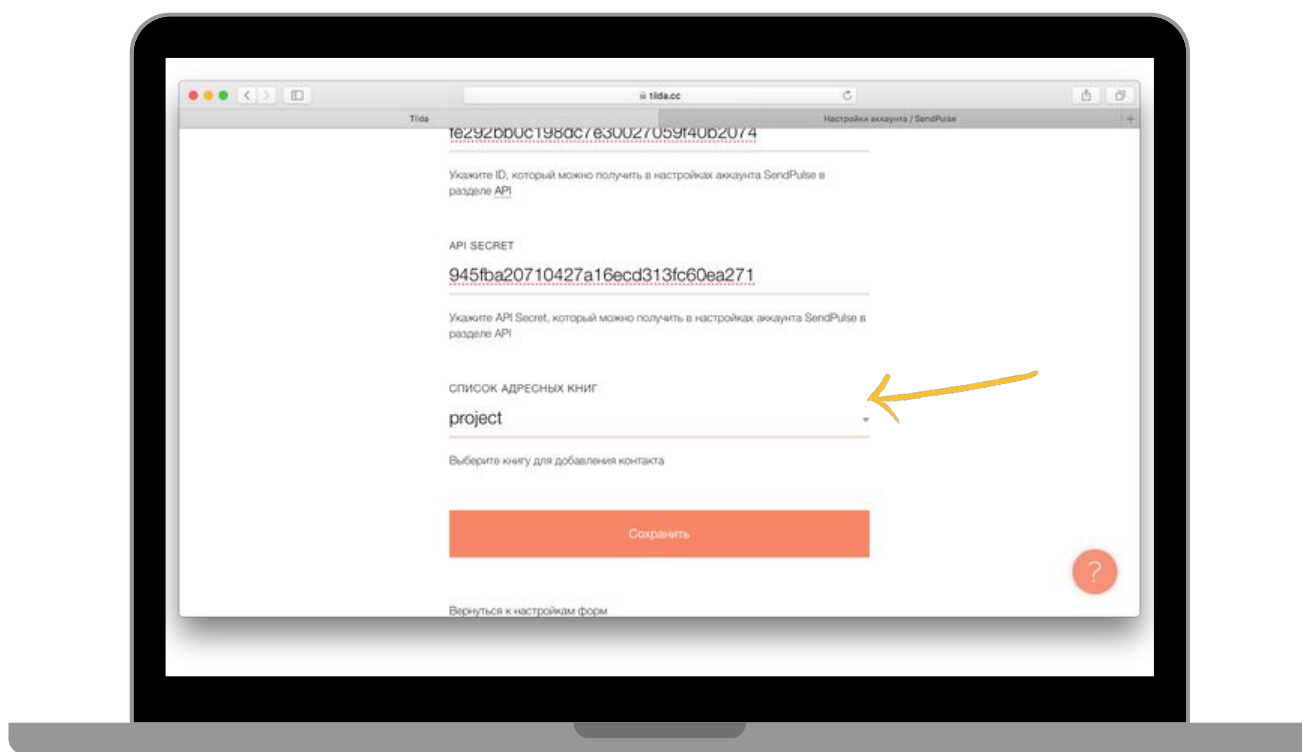 tilda.cc
Tilda
Настройки аккаунта / SendPulse
fe292bb0c198dc7e30027059f40b2074
Укажите ID, который можно получить в настройках аккаунта SendPulse в
разделе API
API SECRET
945fba20710427a16ecd313fc60ea271
Укажите API Secret, который можно получить в настройках аккаунта SendPulse в
разделе API
СПИСОК АДРЕСНЫХ КНИГ
project
Выберите книгу для добавления контакта
Сохранить
?
Вернуться к настройкам форм